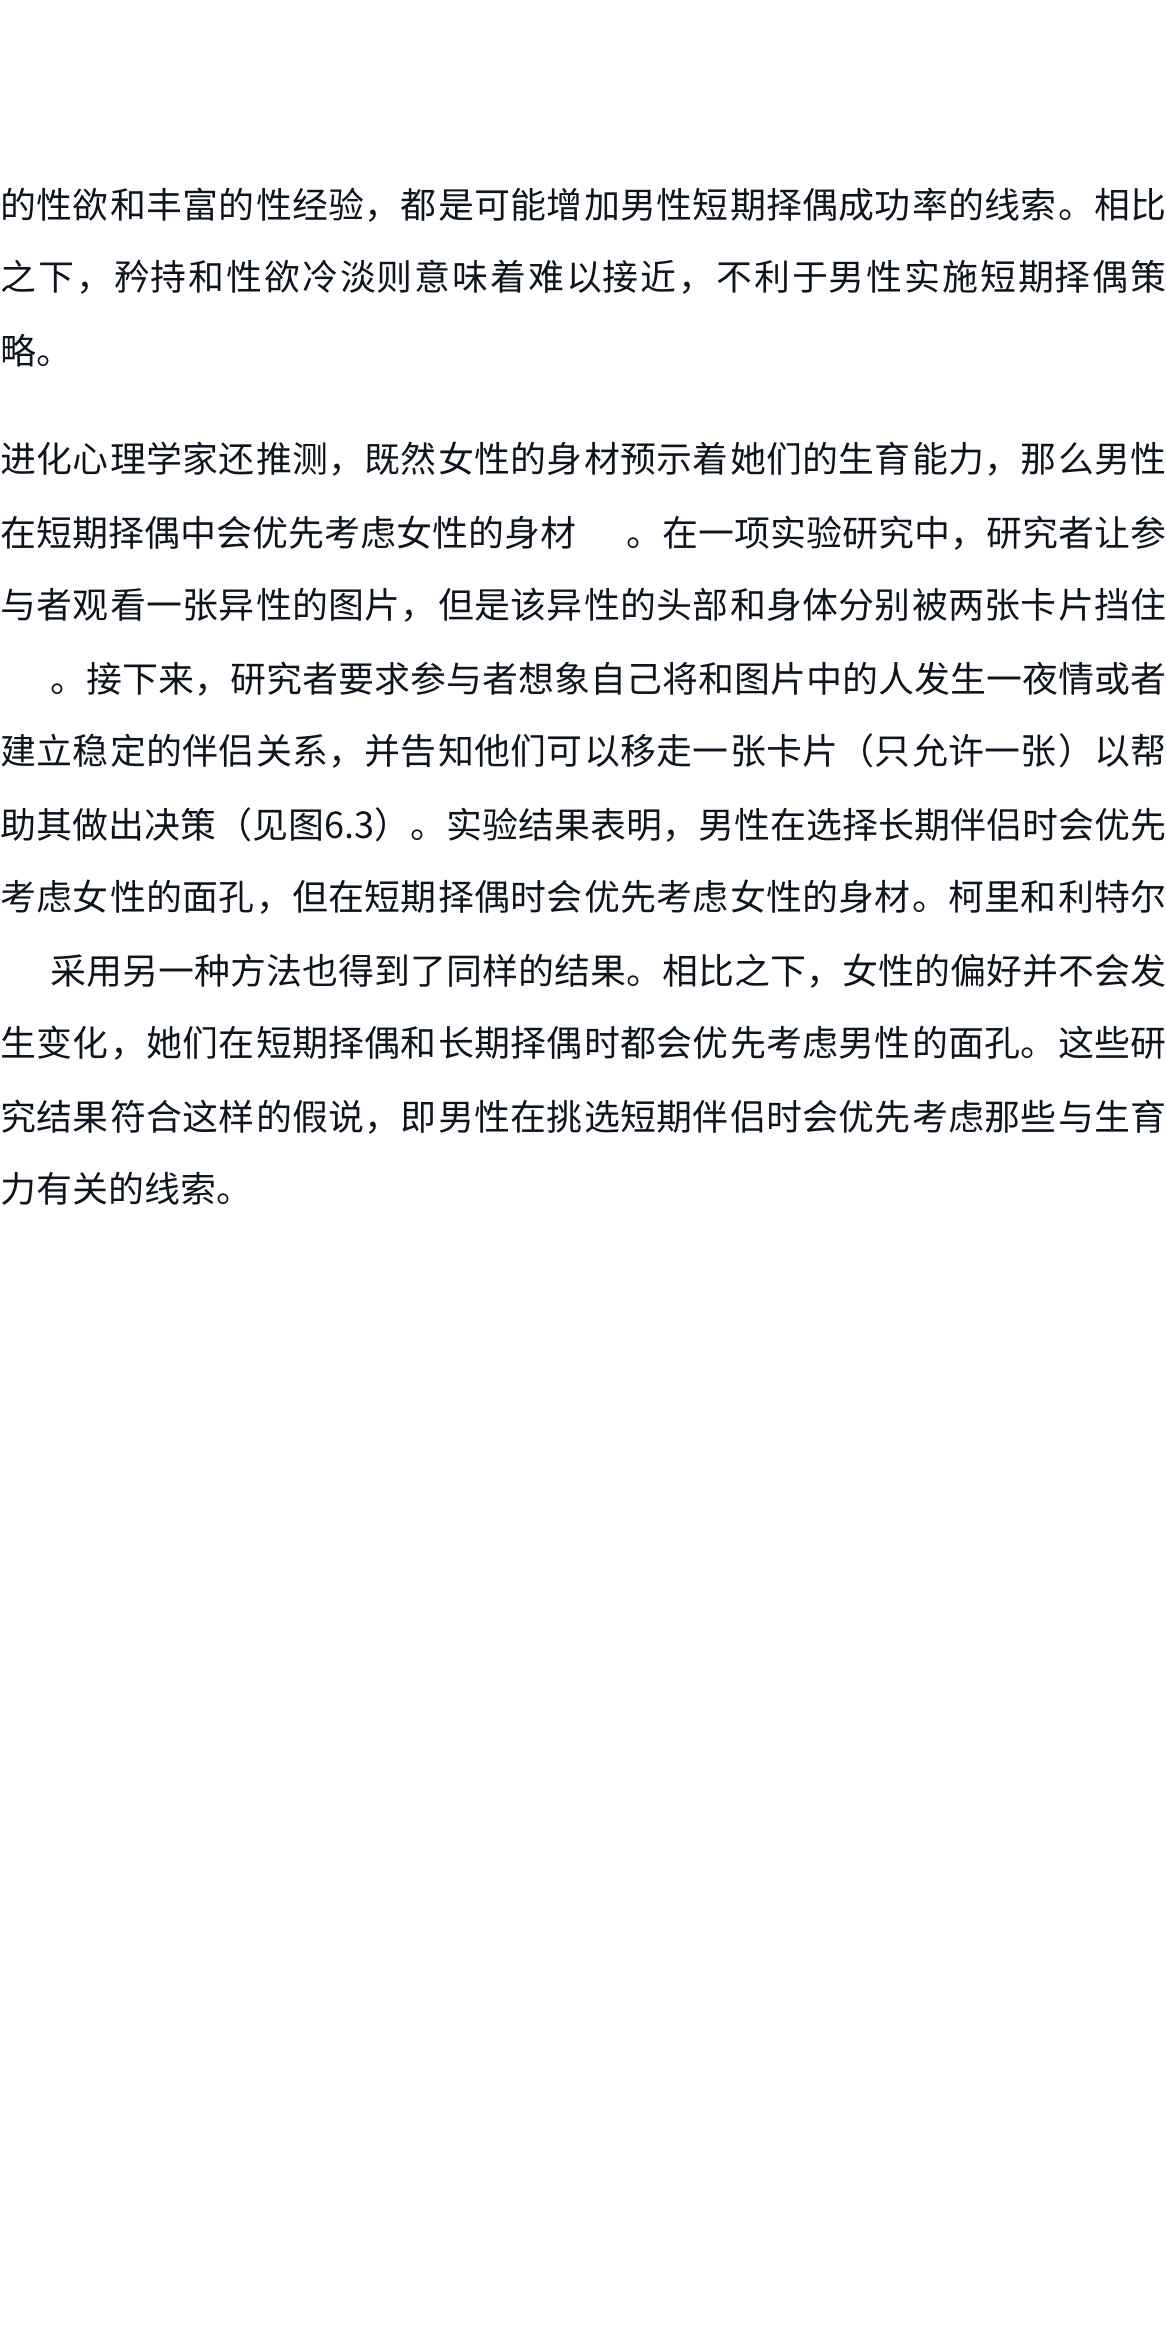 的性欲和丰富的性经验，都是可能增加男性短期择偶成功率的线索。相比
之下，矜持和性欲冷淡则意味着难以接近，不利于男性实施短期择偶策
略。
进化心理学家还推测，既然女性的身材预示着她们的生育能力，那么男性
在短期择偶中会优先考虑女性的身材　。在一项实验研究中，研究者让参
与者观看一张异性的图片，但是该异性的头部和身体分别被两张卡片挡住
。接下来，研究者要求参与者想象自己将和图片中的人发生一夜情或者
建立稳定的伴侣关系，并告知他们可以移走一张卡片（只允许一张）以帮
助其做出决策（见图6.3）。实验结果表明，男性在选择长期伴侣时会优先
考虑女性的面孔，但在短期择偶时会优先考虑女性的身材。柯里和利特尔
采用另一种方法也得到了同样的结果。相比之下，女性的偏好并不会发
生变化，她们在短期择偶和长期择偶时都会优先考虑男性的面孔。这些研
究结果符合这样的假说，即男性在挑选短期伴侣时会优先考虑那些与生育
力有关的线索。